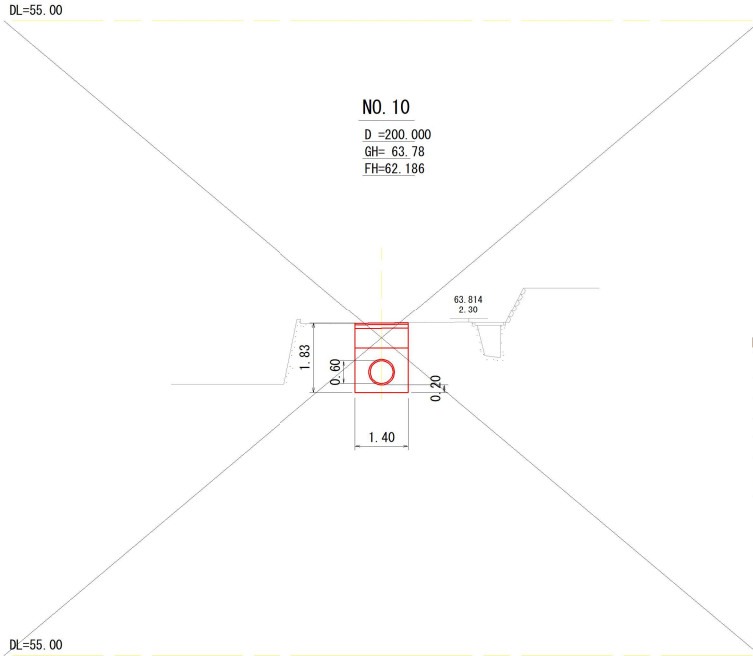 DL=55.00
NO. 10
D =200.000
GH= 63.78
FH=62.186
63.814
2.30
1.83
0.60
0.20
1.40
DL=55.00